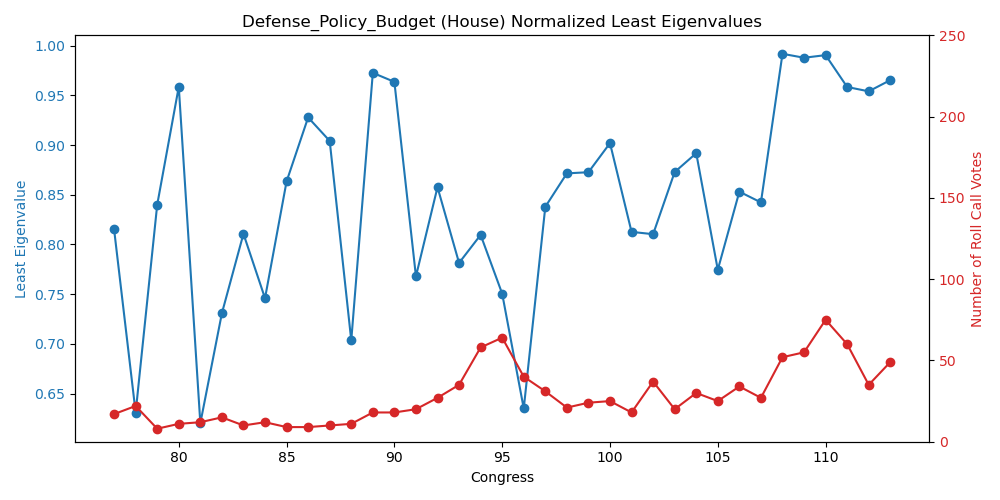 Defense_Policy_Budget (House) Normalized Least Eigenvalues
Least Eigenvalue
1.00
0.95
0.90
0.85
0.80
0.75
0.70
0.65
250
200
150
100
50
0
Number of Roll Call Votes
80 85 90 95 100 105 110
Congress